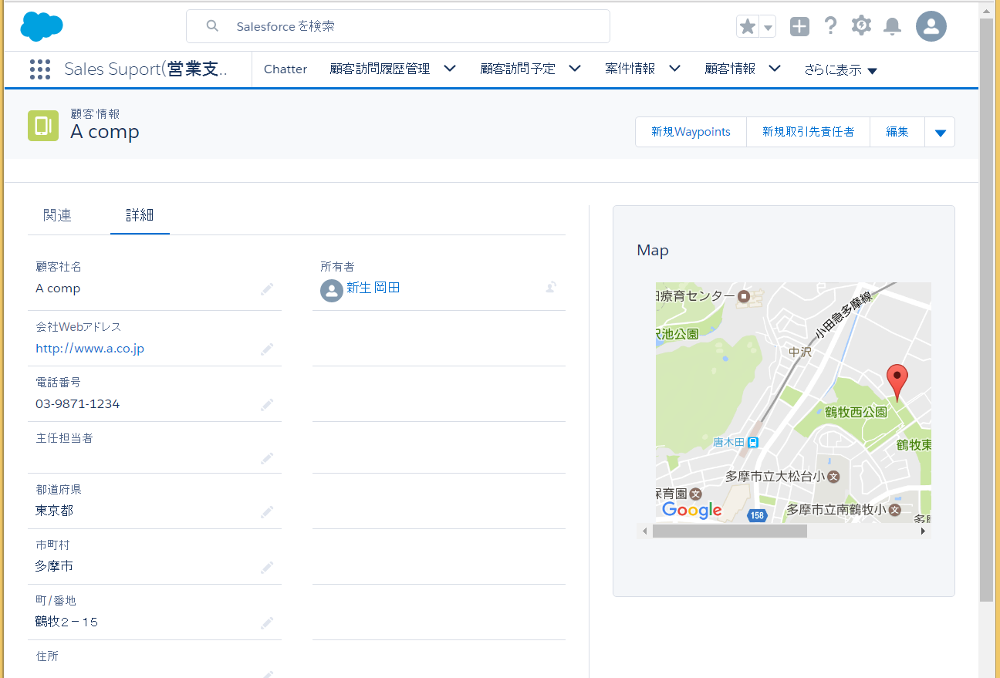 Salesforce を検索
Sales Suport(営業支..
Chatter
顧客訪問履歴管理
顧客訪問予定
案件情報
顧客情報
さらに表示
顧客情報
A comp
新規Waypoints
新規取引先責任者
編集
関連
詳細
顧客社名
A comp
所有者
新生 岡田
会社Webアドレス
http://www.a.co.jp
電話番号
03-9871-1234
主任担当者
都道府県
東京都
市町村
多摩市
町/番地
鶴牧2－15
住所
Map
療育センター
小田急多摩線
池公園
中沢
鶴牧西公園
唐木田
鶴牧東
多摩市立大松台小
文
保育園
文
Google
158
多摩市立南鶴牧小
文